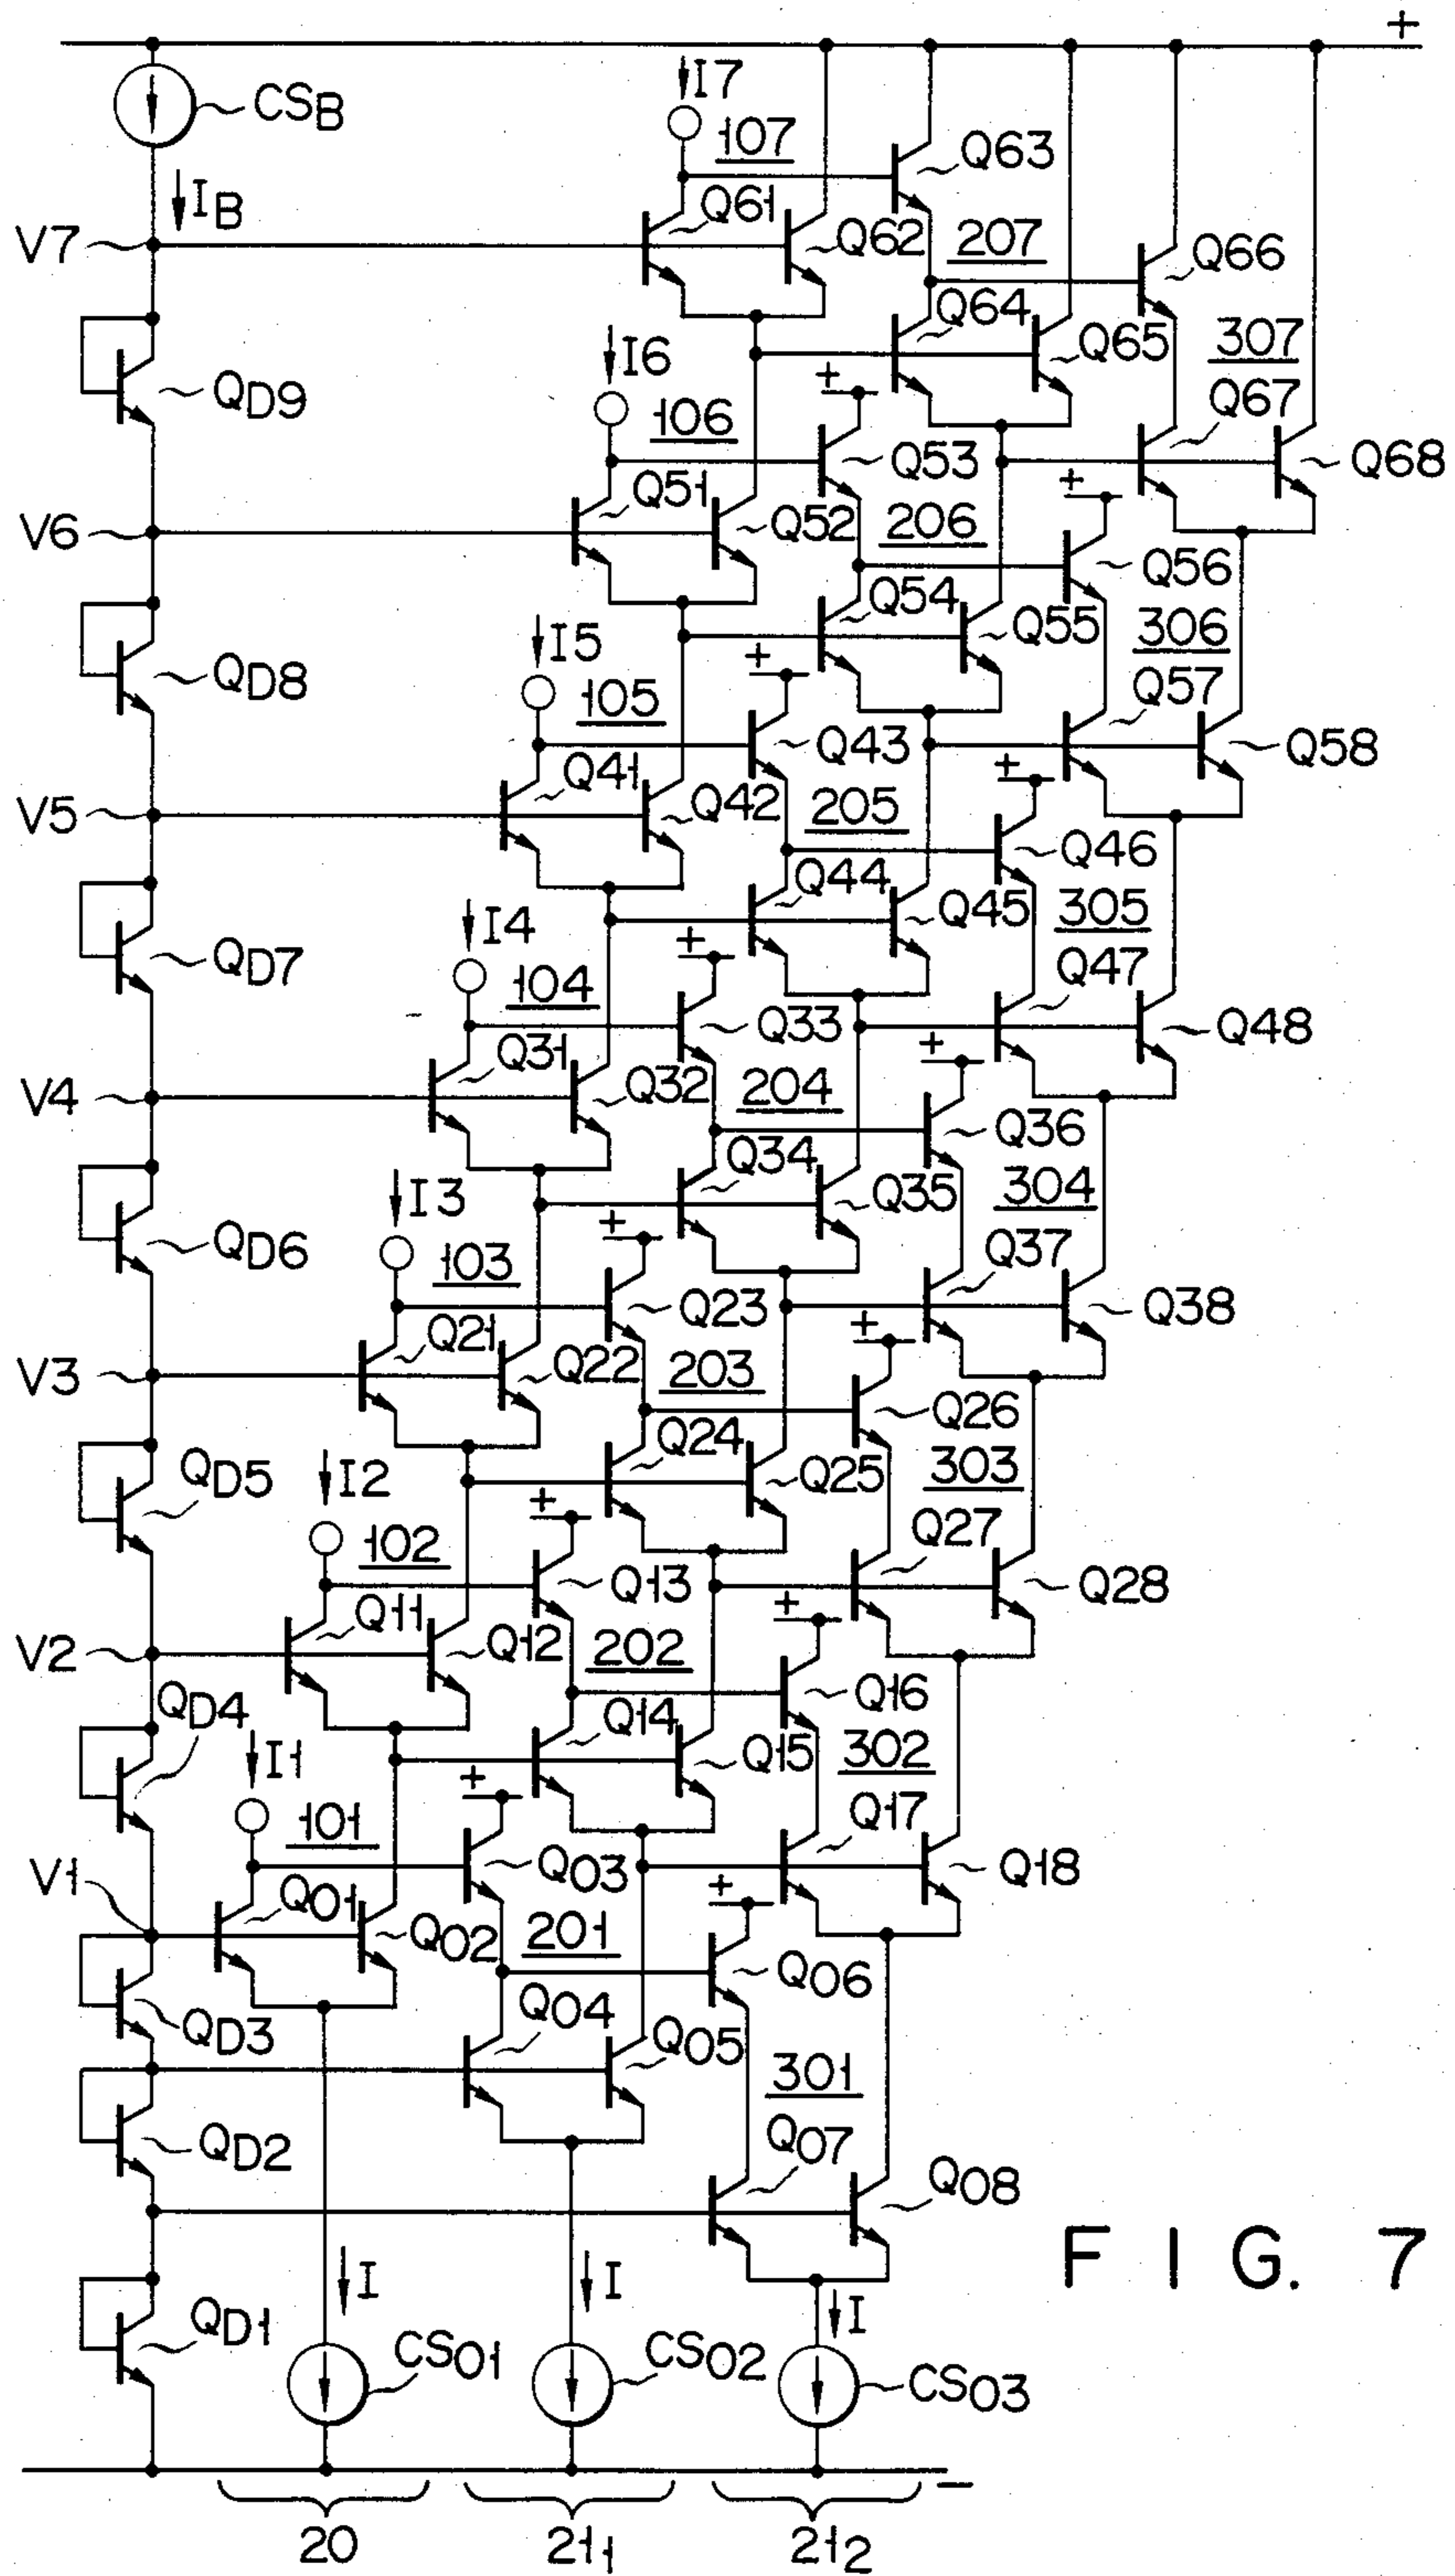 +
CSB
I7
107
Q63
IB
Q61
V7
Q62
207
Q66
Q64
307
I6
Q65
QD9
+
106
Q67
Q53
Q68
Q51
+
V6
Q52
206
Q56
Q54
I5
Q55
306
QD8
+
105
Q57
Q43
Q58
Q41
+
V5
Q42
205
Q46
Q44
I4
Q45
305
QD7
+
104
Q47
Q33
Q48
Q31
+
V4
Q32
204
Q36
Q34
I3
Q35
304
QD6
+
103
Q37
Q23
Q38
Q21
+
V3
Q22
203
Q26
Q24
QD5
I2
Q25
303
+
102
Q27
Q13
Q28
Q11
+
V2
Q12
202
Q16
QD4
Q14
I1
Q15
302
+
101
Q17
V1
Q03
Q18
Q01
+
Q02
201
Q06
QD3
Q04
Q05
301
QD2
Q07
Q08
FIG. 7
I
I
I
QD1
CS01
CS02
CS03
−
20
211
212